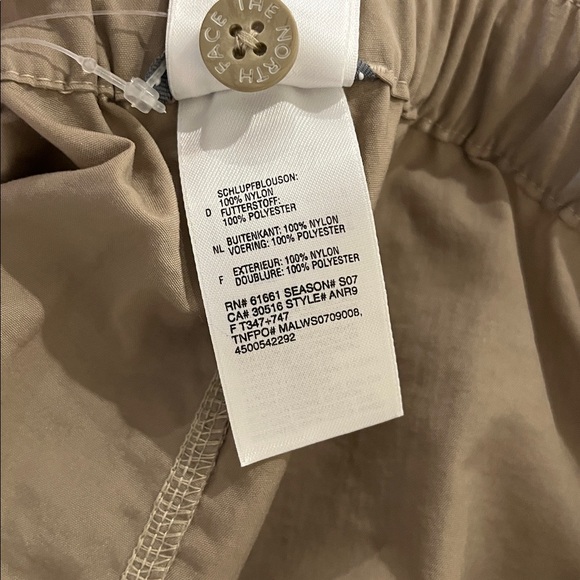 THE NORTH FACE
SCHLUPFBLOUSON:
100% NYLON
D FUTTERSTOFF:
100% POLYESTER
NL BUITENKANT: 100% NYLON
VOERING: 100% POLYESTER
F EXTERIEUR: 100% NYLON
DOUBLURE: 100% POLYESTER
RN# 61661 SEASON# S07
CA# 30516 STYLE# ANR9
F T347+747
TNFPO# MALWS0709008,
4500542292